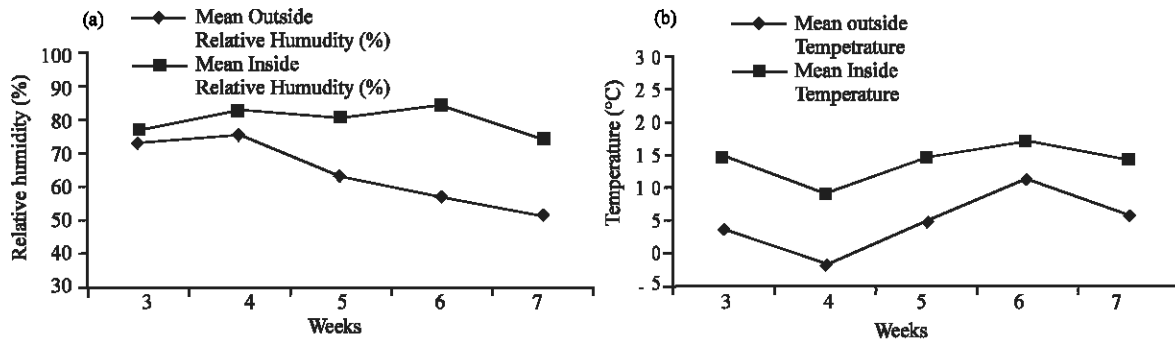 (a)
Mean Outside
Relative Humudity (%)
Mean Inside
Relative Humudity (%)
Relative humidity (%)
100
90
80
70
60
50
40
30
3 4 5 6 7
Weeks
(b)
Mean outside
Tempetrature
Mean Inside
Temperature
Temperature (°C)
3 0
2 5
2 0
1 5
1 0
5
0
- 5
3 4 5 6 7
Weeks